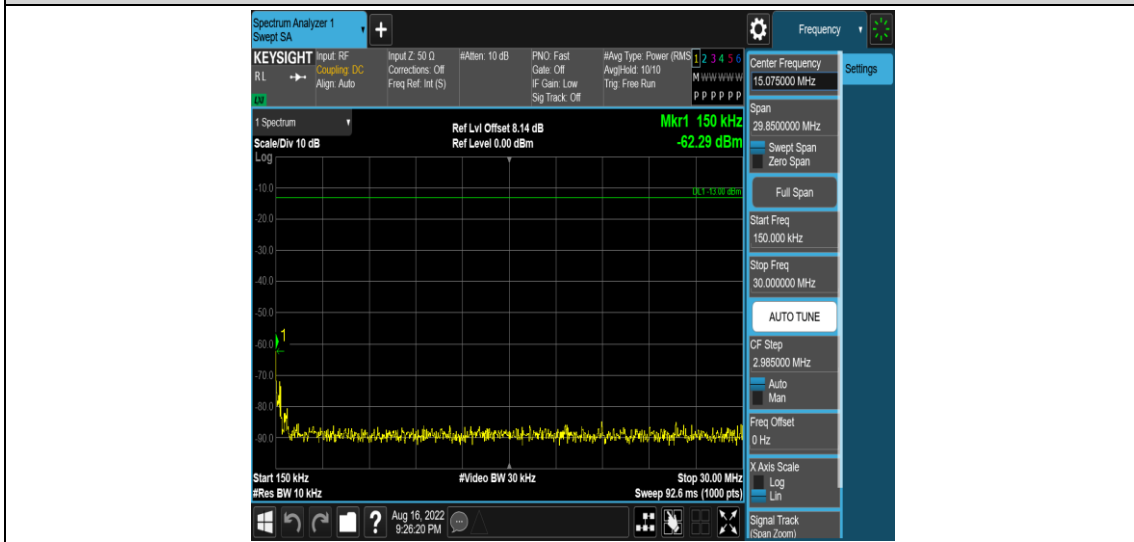 Spectrum Analyzer 1
Swept SA
+
Frequency
KEYSIGHT
RL
LXI
Input: RF
Coupling: DC
Align: Auto
Input Z: 50 Ω
Corrections: Off
Freq Ref: Int (S)
#Atten: 10 dB
PNO: Fast
Gate: Off
IF Gain: Low
Sig Track: Off
#Avg Type: Power (RMS
Avg|Hold: 10/10
Trig: Free Run
1 2 3 4 5 6
M W W W W W
P P P P P P
Center Frequency
15.075000 MHz
Settings
1 Spectrum
Scale/Div 10 dB
Log
Ref Lvl Offset 8.14 dB
Ref Level 0.00 dBm
Mkr1 150 kHz
-62.29 dBm
DL1 -13.00 dBm
-10.0
-20.0
-30.0
-40.0
-50.0
-60.0
-70.0
-80.0
-90.0
1
Start 150 kHz
#Res BW 10 kHz
#Video BW 30 kHz
Stop 30.00 MHz
Sweep 92.6 ms (1000 pts)
Span
29.8500000 MHz
Swept Span
Zero Span
Full Span
Start Freq
150.000 kHz
Stop Freq
30.000000 MHz
AUTO TUNE
CF Step
2.985000 MHz
Auto
Man
Freq Offset
0 Hz
X Axis Scale
Log
Lin
Signal Track
(Span Zoom)
?
Aug 16, 2022
9:26:20 PM